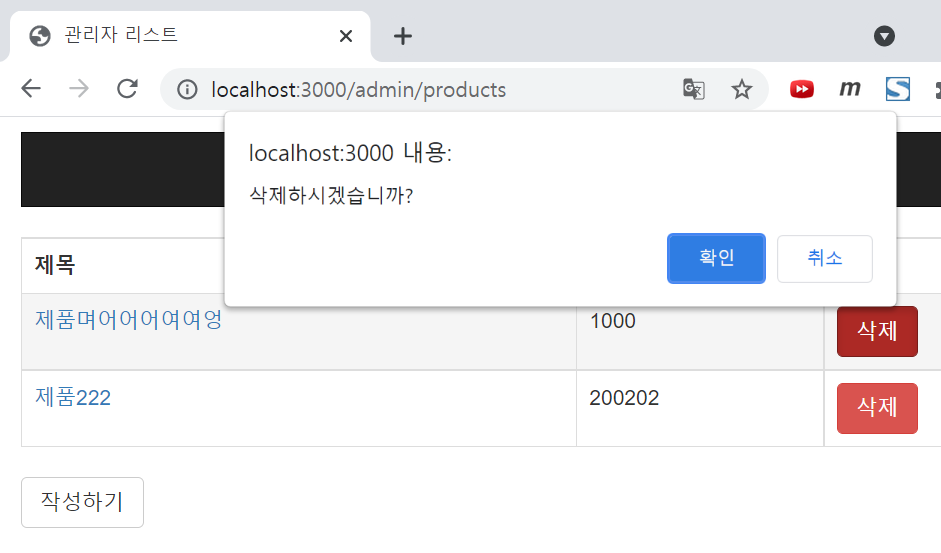 관리자 리스트
localhost:3000/admin/products
localhost:3000 내용:
삭제하시겠습니까?
확인 취소
제목
제품며어어어여여엉 1000 삭제
제품222 200202 삭제
작성하기